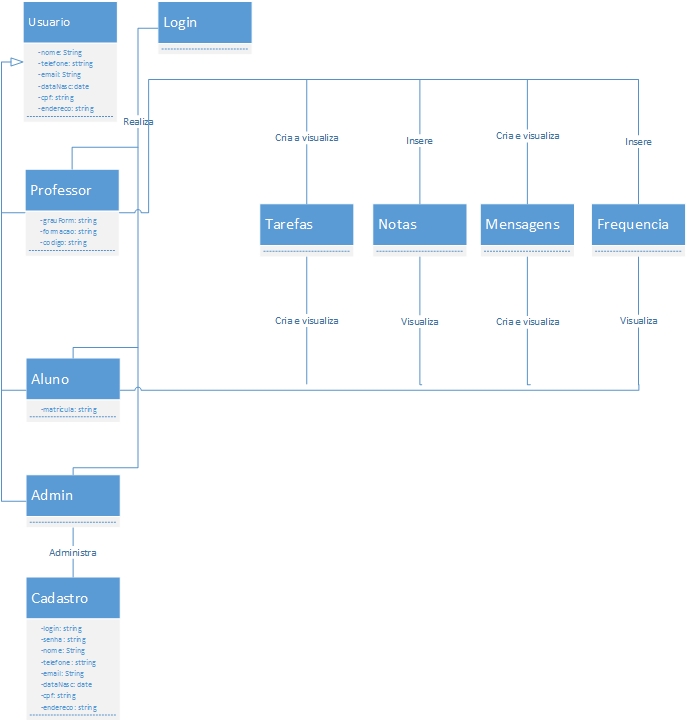 Usuario
-nome: String
-telefone: sttring
-email: String
-dataNasc: date
-cpf: string
-endereco: string
Login
Realiza
Cria a visualiza
Insere
Cria e visualiza
Insere
Professor
-grauForm: string
-formacao: string
-codigo: string
Tarefas
Notas
Mensagens
Frequencia
Cria e visualiza
Visualiza
Cria e visualiza
Visualiza
Aluno
-matricula: string
Admin
Administra
Cadastro
-login: string
-senha: string
-nome: String
-telefone: sttring
-email: String
-dataNasc: date
-cpf: string
-endereco: string